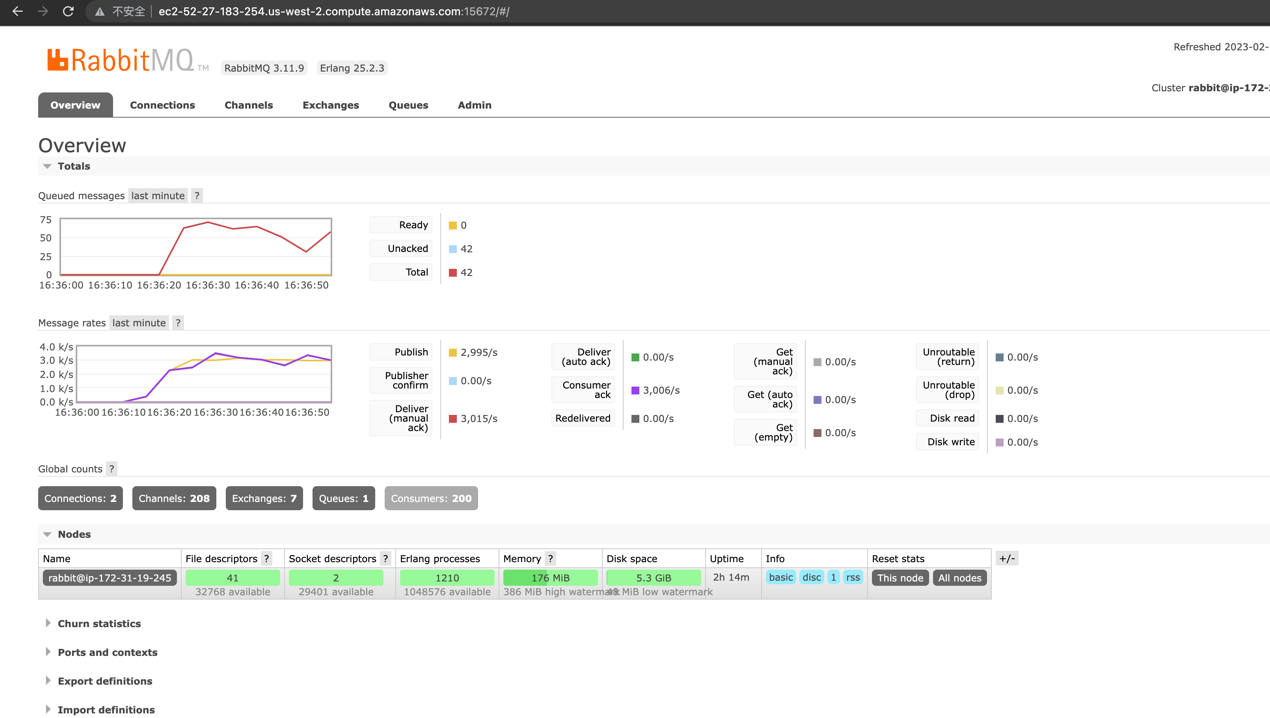 不安全 ec2-52-27-183-254.us-west-2.compute.amazonaws.com:15672/#/
Refreshed 2023-02-
RabbitMQ TM RabbitMQ 3.11.9 Erlang 25.2.3
Cluster rabbit@ip-172-
Overview Connections Channels Exchanges Queues Admin
Overview
Totals
Queued messages last minute ?
75
50
25
0
16:36:00 16:36:10 16:36:20 16:36:30 16:36:40 16:36:50
Ready 0
Unacked 42
Total 42
Message rates last minute ?
4.0 k/s
3.0 k/s
2.0 k/s
1.0 k/s
0.0 k/s
16:36:00 16:36:10 16:36:20 16:36:30 16:36:40 16:36:50
Publish 2,995/s
Publisher confirm 0.00/s
Deliver (manual ack) 3,015/s
Deliver (auto ack) 0.00/s
Consumer ack 3,006/s
Redelivered 0.00/s
Get (manual ack) 0.00/s
Get (auto ack) 0.00/s
Get (empty) 0.00/s
Unroutable (return) 0.00/s
Unroutable (drop) 0.00/s
Disk read 0.00/s
Disk write 0.00/s
Global counts ?
Connections: 2 Channels: 208 Exchanges: 7 Queues: 1 Consumers: 200
Nodes
Name File descriptors ? Socket descriptors ? Erlang processes Memory ? Disk space Uptime Info Reset stats +/-
rabbit@ip-172-31-19-245 41 2 1210 176 MiB 5.3 GiB 2h 14m basic disc 1 rss This node All nodes
32768 available 29401 available 1048576 available 386 MiB high watermark 48 MiB low watermark
Churn statistics
Ports and contexts
Export definitions
Import definitions